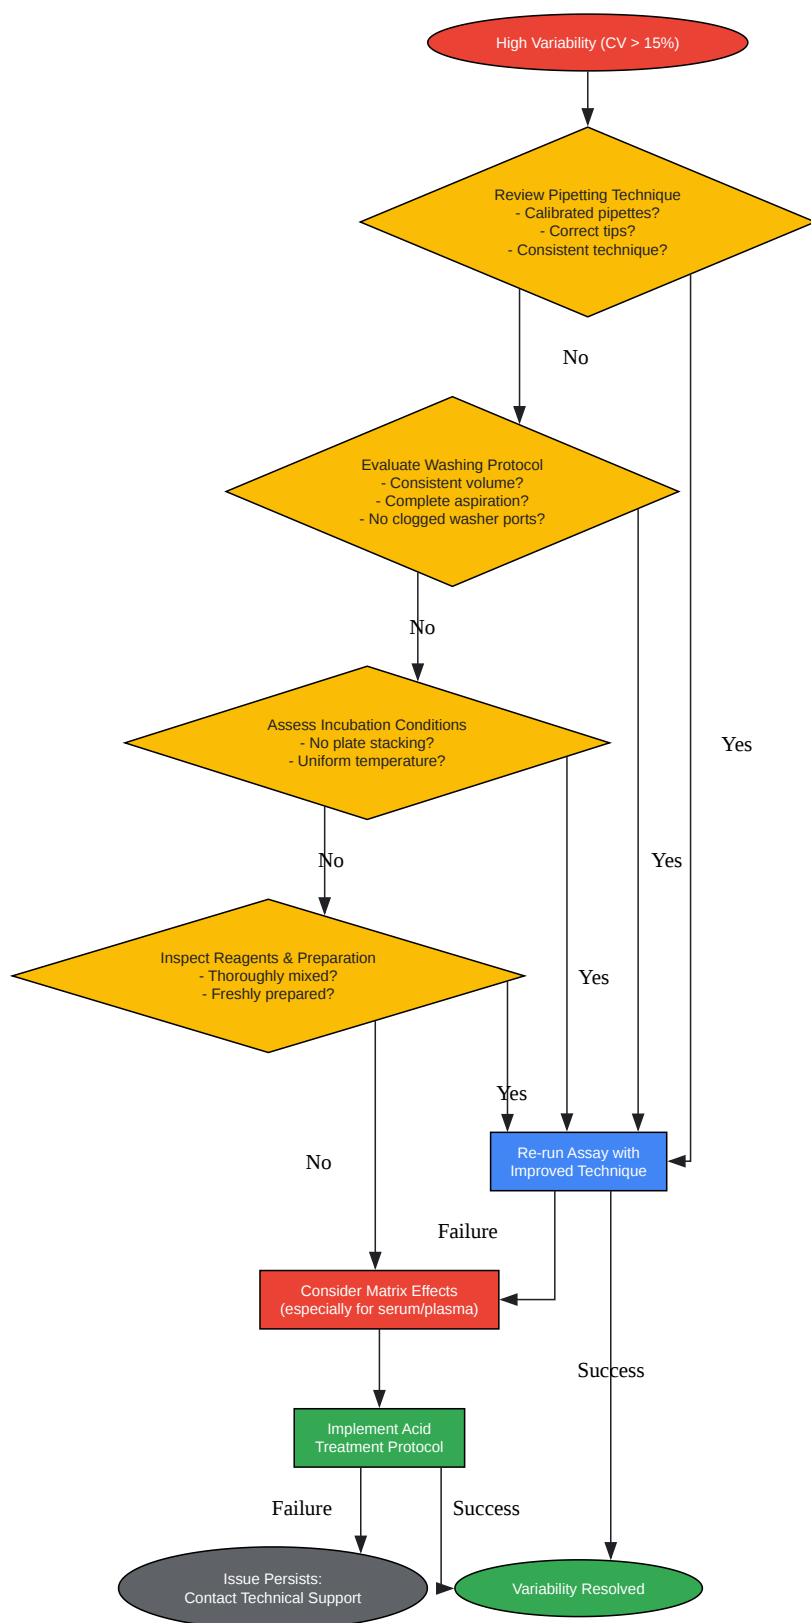 High Variability (CV > 15%)
Review Pipetting Technique
- Calibrated pipettes?
- Correct tips?
- Consistent technique?
No
Evaluate Washing Protocol
- Consistent volume?
- Complete aspiration?
- No clogged washer ports?
No
Assess Incubation Conditions
- No plate stacking?
- Uniform temperature?
Yes
No
Yes
Inspect Reagents & Preparation
- Thoroughly mixed?
- Freshly prepared?
Yes
Yes
Re-run Assay with
Improved Technique
No
Failure
Consider Matrix Effects
(especially for serum/plasma)
Success
Implement Acid
Treatment Protocol
Failure
Success
Issue Persists:
Contact Technical Support
Variability Resolved